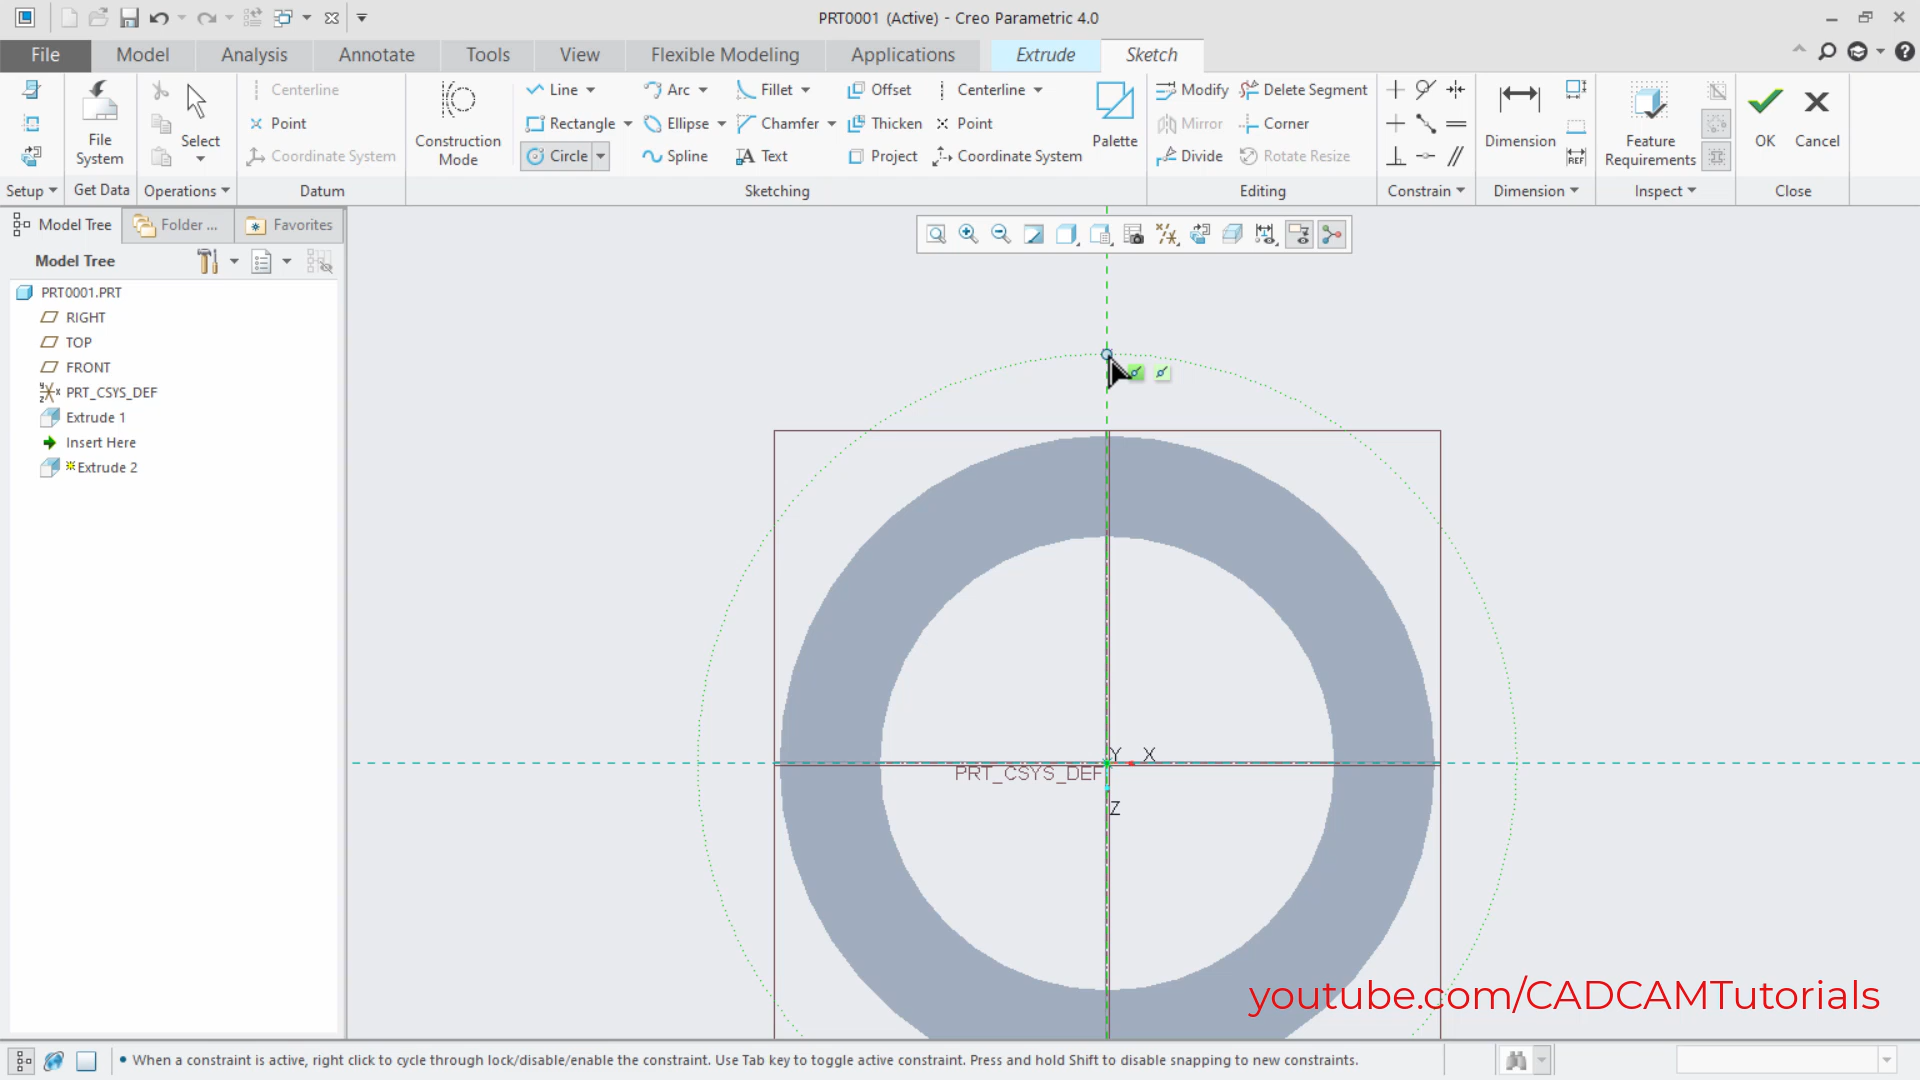 PRT0001 (Active) - Creo Parametric 4.0
File Model Analysis Annotate Tools View Flexible Modeling Applications Extrude Sketch
Centerline Line Arc Fillet Offset Centerline Modify Delete Segment
Point Rectangle Ellipse Chamfer Thicken Point Mirror Corner
Coordinate System Circle Spline Text Project Coordinate System Divide Rotate Resize
File System
Select
Construction Mode
Palette
Dimension
REF
Feature Requirements
OK
Cancel
Setup Get Data Operations Datum Sketching Editing Constrain Dimension Inspect Close
Model Tree Folder ... Favorites
Model Tree
PRT0001.PRT
RIGHT
TOP
FRONT
PRT_CSYS_DEF
Extrude 1
Insert Here
Extrude 2
Y X
PRT_CSYS_DEF
Z
youtube.com/CADCAMTutorials
• When a constraint is active, right click to cycle through lock/disable/enable the constraint. Use Tab key to toggle active constraint. Press and hold Shift to disable snapping to new constraints.